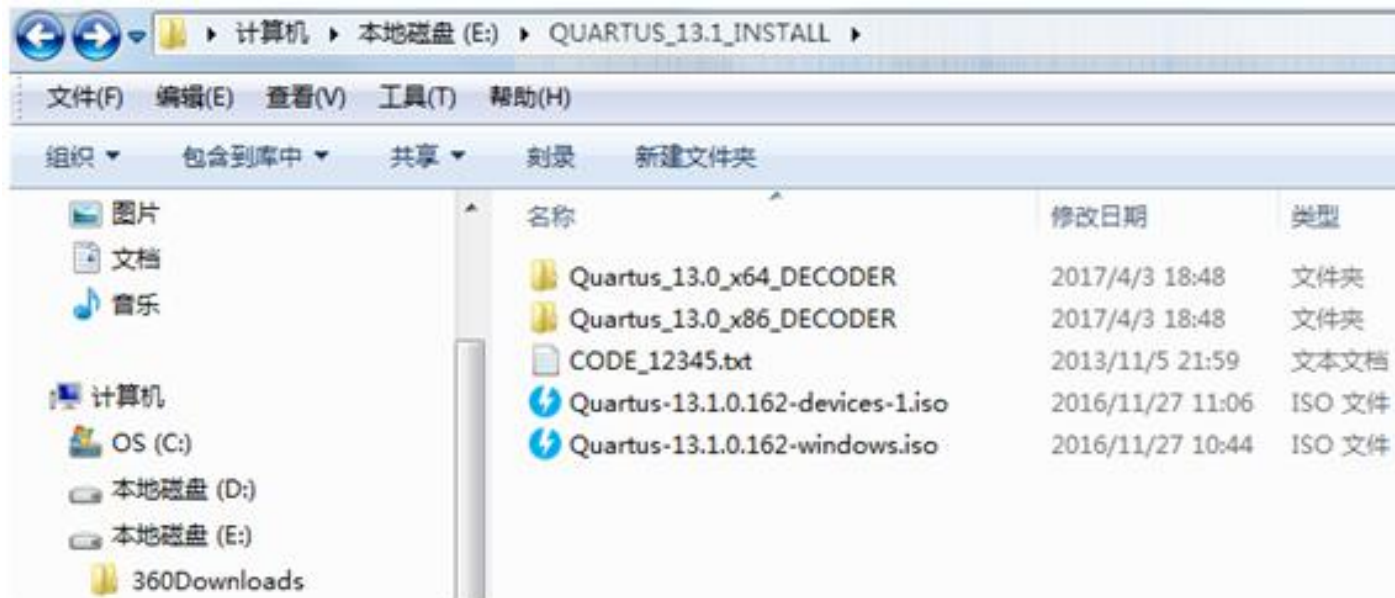 计算机 本地磁盘 (E:) QUARTUS_13.1_INSTALL
文件(F) 编辑(E) 查看(V) 工具(T) 帮助(H)
组织 包含到库中 共享 刻录 新建文件夹
图片
文档
音乐
计算机
OS (C:)
本地磁盘 (D:)
本地磁盘 (E:)
360Downloads
名称 修改日期 类型
Quartus_13.0_x64_DECODER 2017/4/3 18:48 文件夹
Quartus_13.0_x86_DECODER 2017/4/3 18:48 文件夹
CODE_12345.txt 2013/11/5 21:59 文本文档
Quartus-13.1.0.162-devices-1.iso 2016/11/27 11:06 ISO 文件
Quartus-13.1.0.162-windows.iso 2016/11/27 10:44 ISO 文件